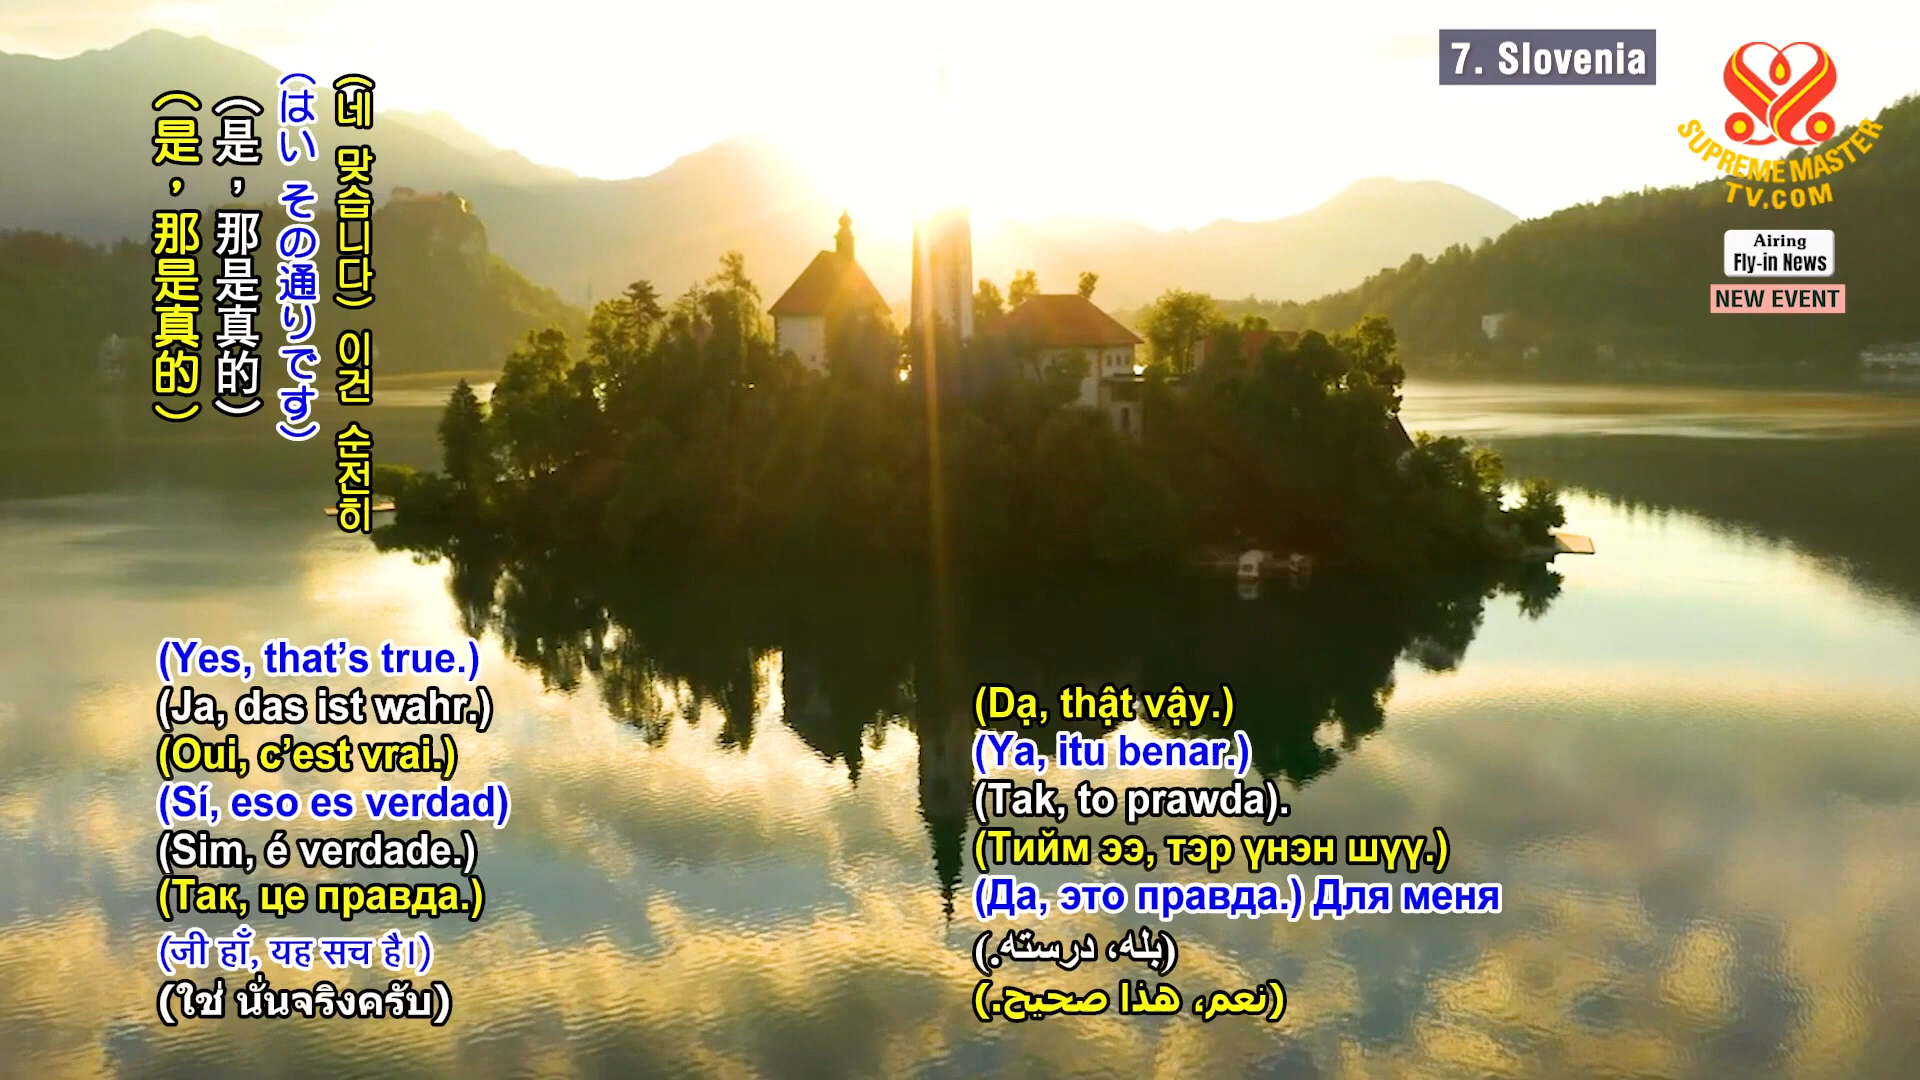 7. Slovenia
SUPREME MASTER
TV.COM
Airing
Fly-in News
NEW EVENT
(네 맞습니다) 이건 순전히
(はい その通りです)
(是，那是真的)
(是，那是真的)
(Yes, that’s true.)
(Ja, das ist wahr.)
(Oui, c’est vrai.)
(Sí, eso es verdad)
(Sim, é verdade.)
(Так, це правда.)
(जी हाँ, यह सच है।)
(ใช่ นั่นจริงครับ)
(Dạ, thật vậy.)
(Ya, itu benar.)
(Tak, to prawda).
(Тийм ээ, тэр үнэн шүү.)
(Да, это правда.) Для меня
(بله، درسته.)
(نعم، هذا صحيح.)